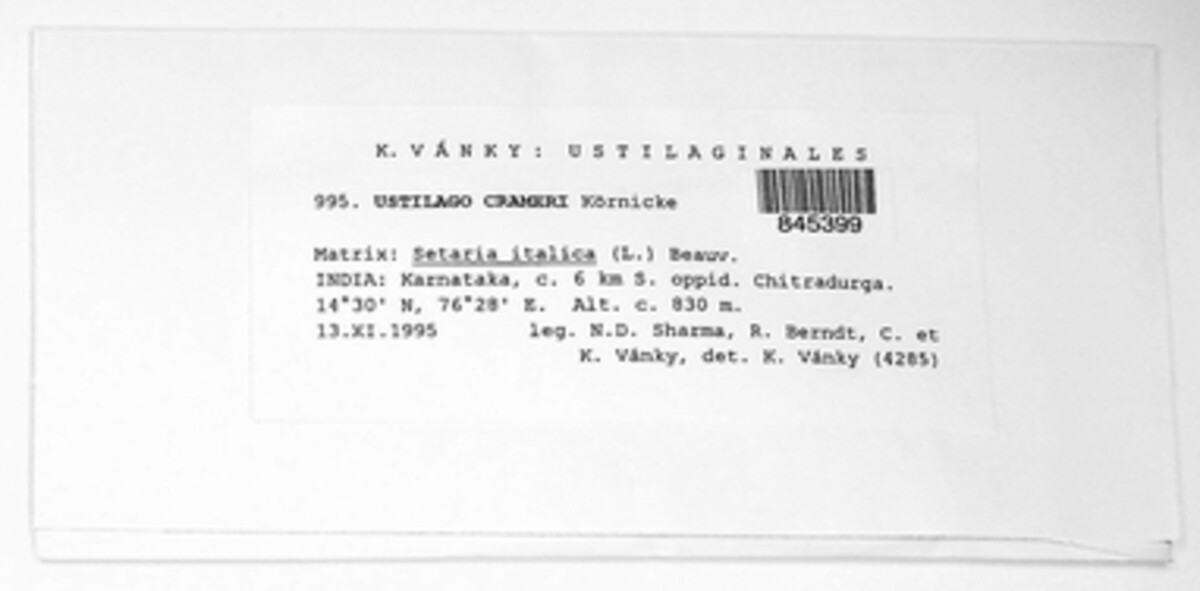 K. VÁNKY: USTILAGINALES
995. USTILAGO CRAMERI Körnicke
845399
Matrix: Setaria italica (L.) Beauv.
INDIA: Karnataka, c. 6 km S. oppid. Chitradurga.
14°30' N, 76°28' E. Alt. c. 830 m.
13.XI.1995 leg. N.D. Sharma, R. Berndt, C. et
K. Vánky, det. K. Vánky (4285)